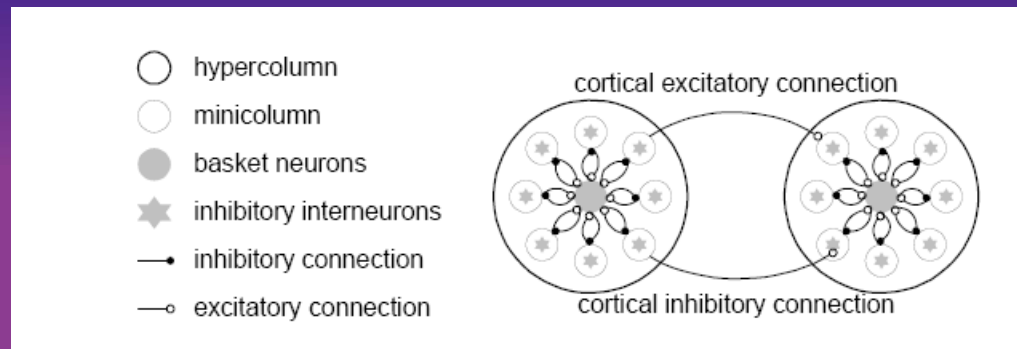 hypercolumn
minicolumn
basket neurons
inhibitory interneurons
inhibitory connection
excitatory connection
cortical excitatory connection
cortical inhibitory connection